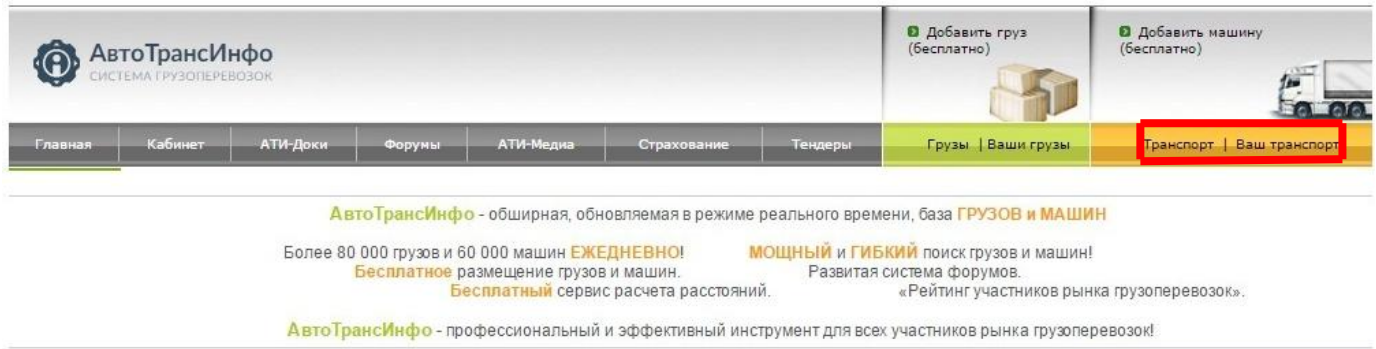 АвтоТрансИнфо
СИСТЕМА ГРУЗОПЕРЕВОЗОК
Добавить груз
(бесплатно)
Добавить машину
(бесплатно)
Главная Кабинет АТИ-Доки Форумы АТИ-Медиа Страхование Тендеры Грузы | Ваши грузы Транспорт | Ваш транспорт
АвтоТрансИнфо - обширная, обновляемая в режиме реального времени, база ГРУЗОВ и МАШИН
Более 80 000 грузов и 60 000 машин ЕЖЕДНЕВНО! МОЩНЫЙ и ГИБКИЙ поиск грузов и машин!
Бесплатное размещение грузов и машин. Развитая система форумов.
Бесплатный сервис расчета расстояний. «Рейтинг участников рынка грузоперевозок».
АвтоТрансИнфо - профессиональный и эффективный инструмент для всех участников рынка грузоперевозок!